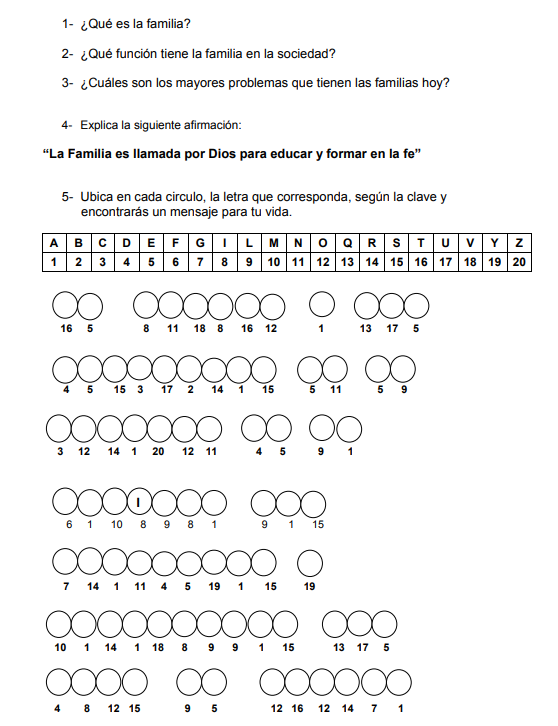 1- ¿Qué es la familia?
2- ¿Qué función tiene la familia en la sociedad?
3- ¿Cuáles son los mayores problemas que tienen las familias hoy?
4- Explica la siguiente afirmación:
“La Familia es llamada por Dios para educar y formar en la fe”
5- Ubica en cada circulo, la letra que corresponda, según la clave y
encontrarás un mensaje para tu vida.
A B C D E F G I L M N O Q R S T U V Y Z
1 2 3 4 5 6 7 8 9 10 11 12 13 14 15 16 17 18 19 20
16 5 8 11 18 8 16 12 1 13 17 5
4 5 15 3 17 2 14 1 15 5 11 5 9
3 12 14 1 20 12 11 4 5 9 1
I
6 1 10 8 9 8 1 9 1 15
7 14 1 11 4 5 19 1 15 19
10 1 14 1 18 8 9 9 1 15 13 17 5
4 8 12 15 9 5 12 16 12 14 7 1